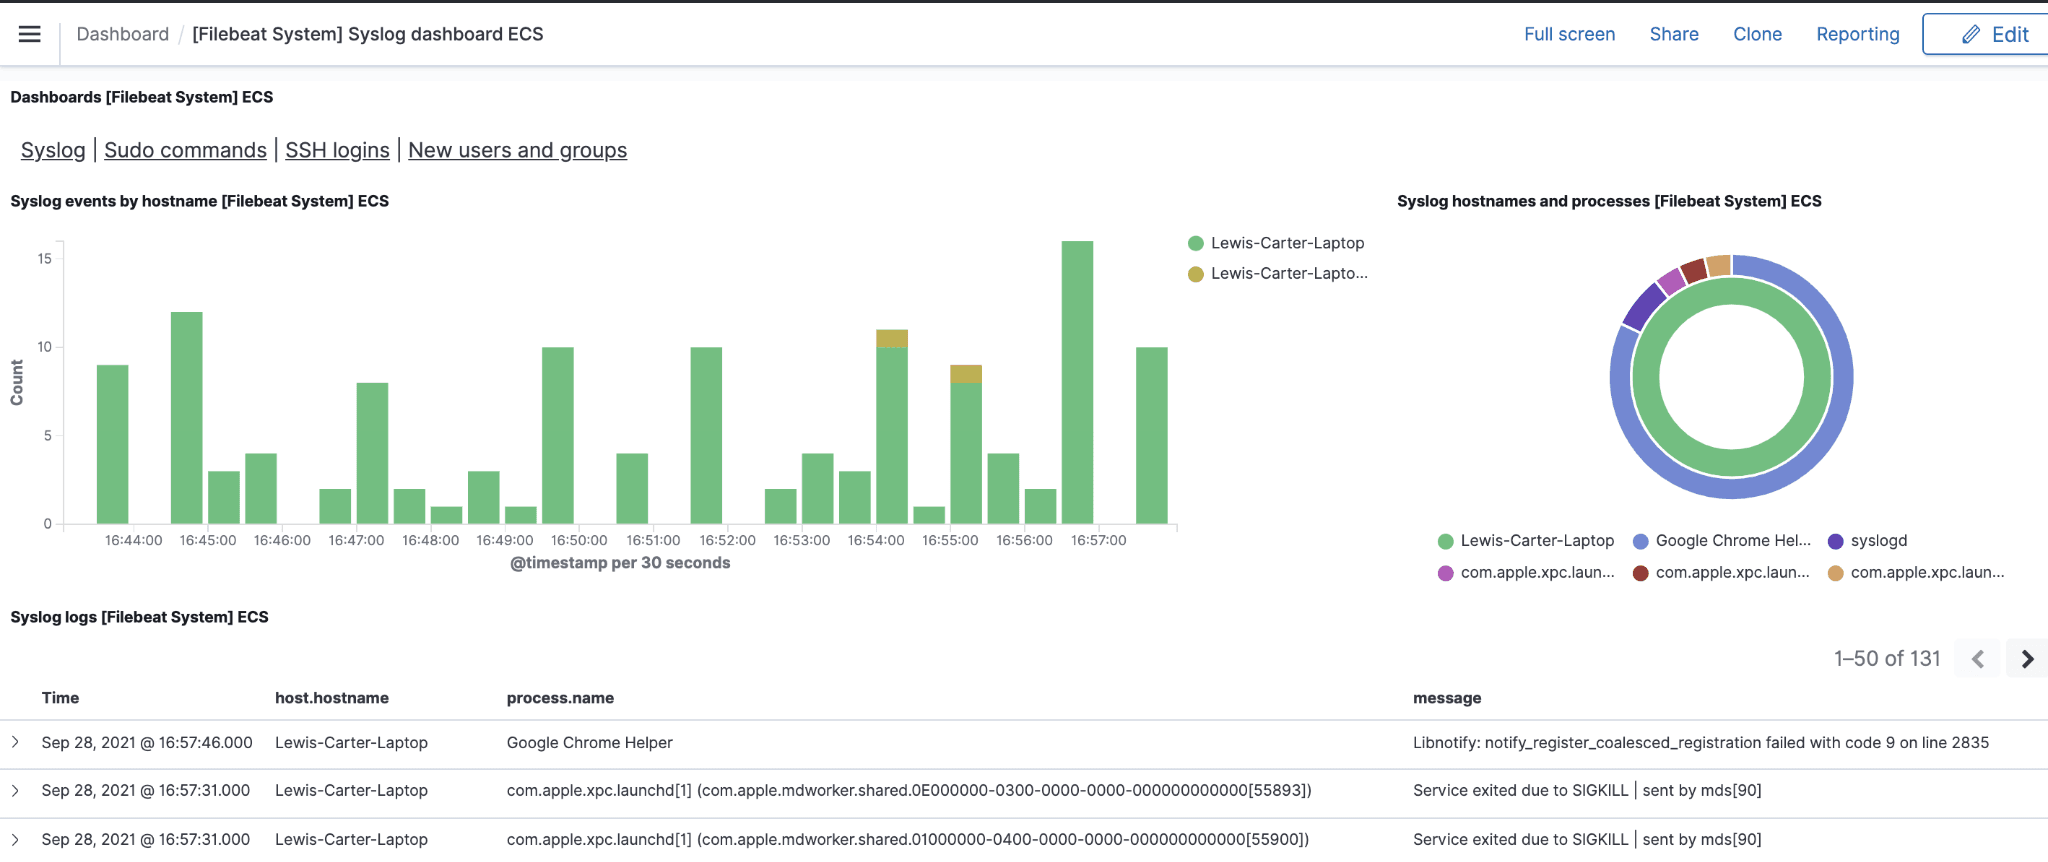 Dashboard / [Filebeat System] Syslog dashboard ECS Full screen Share Clone Reporting Edit
Dashboards [Filebeat System] ECS
Syslog | Sudo commands | SSH logins | New users and groups
Syslog events by hostname [Filebeat System] ECS
Count
15
10
5
0
16:44:00 16:45:00 16:46:00 16:47:00 16:48:00 16:49:00 16:50:00 16:51:00 16:52:00 16:53:00 16:54:00 16:55:00 16:56:00 16:57:00
@timestamp per 30 seconds
Lewis-Carter-Laptop
Lewis-Carter-Lapto...
Syslog hostnames and processes [Filebeat System] ECS
Lewis-Carter-Laptop Google Chrome Hel... syslogd
com.apple.xpc.laun... com.apple.xpc.laun... com.apple.xpc.laun...
Syslog logs [Filebeat System] ECS
1–50 of 131
Time host.hostname process.name message
Sep 28, 2021 @ 16:57:46.000 Lewis-Carter-Laptop Google Chrome Helper Libnotify: notify_register_coalesced_registration failed with code 9 on line 2835
Sep 28, 2021 @ 16:57:31.000 Lewis-Carter-Laptop com.apple.xpc.launchd[1] (com.apple.mdworker.shared.0E000000-0300-0000-0000-000000000000[55893]) Service exited due to SIGKILL | sent by mds[90]
Sep 28, 2021 @ 16:57:31.000 Lewis-Carter-Laptop com.apple.xpc.launchd[1] (com.apple.mdworker.shared.01000000-0400-0000-0000-000000000000[55900]) Service exited due to SIGKILL | sent by mds[90]